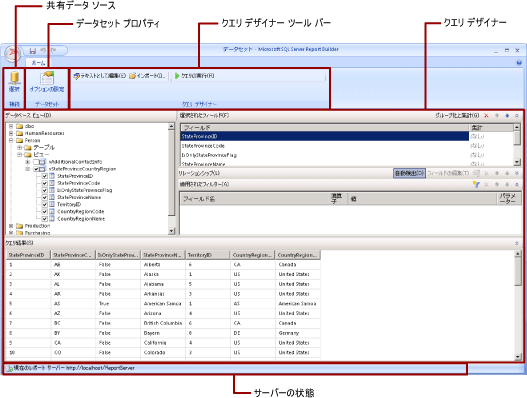 共有データ ソース
データセット プロパティ
クエリ デザイナー ツール バー
クエリ デザイナー
データセット - Microsoft SQL Server Report Builder
ホーム
選択
オプションの設定
テキストとして編集(E)
インポート(I)...
クエリの実行(R)
接続
データセット
クエリ デザイナー
データベース ビュー(D)
dbo
HumanResources
Person
テーブル
ビュー
vAdditionalContactInfo
vStateProvinceCountryRegion
StateProvinceID
StateProvinceCode
IsOnlyStateProvinceFlag
StateProvinceName
TerritoryID
CountryRegionCode
CountryRegionName
Production
Purchasing
選択されたフィールド(F)
グループ化と集計(G)
フィールド
集計
StateProvinceID
(なし)
StateProvinceCode
(なし)
IsOnlyStateProvinceFlag
(なし)
StateProvinceName
(なし)
リレーションシップ(L)
自動検出(O)
フィールドの編集(T)
適用されたフィルター(A)
フィールド名
演算子
値
パラメーター
クエリ結果(S)
StateProvinceID StateProvinceC... IsOnlyStateProv... StateProvinceN... TerritoryID CountryRegion... CountryRegion...
1 AB False Alberta 6 CA Canada
2 AK False Alaska 1 US United States
3 AL False Alabama 5 US United States
4 AR False Arkansas 3 US United States
5 AS True American Samoa 1 AS American Samoa
6 AZ False Arizona 4 US United States
7 BC False British Columbia 6 CA Canada
8 BY False Bayern 8 DE Germany
9 CA False California 4 US United States
10 CO False Colorado 3 US United States
現在のレポート サーバー http://localhost/ReportServer
サーバーの状態